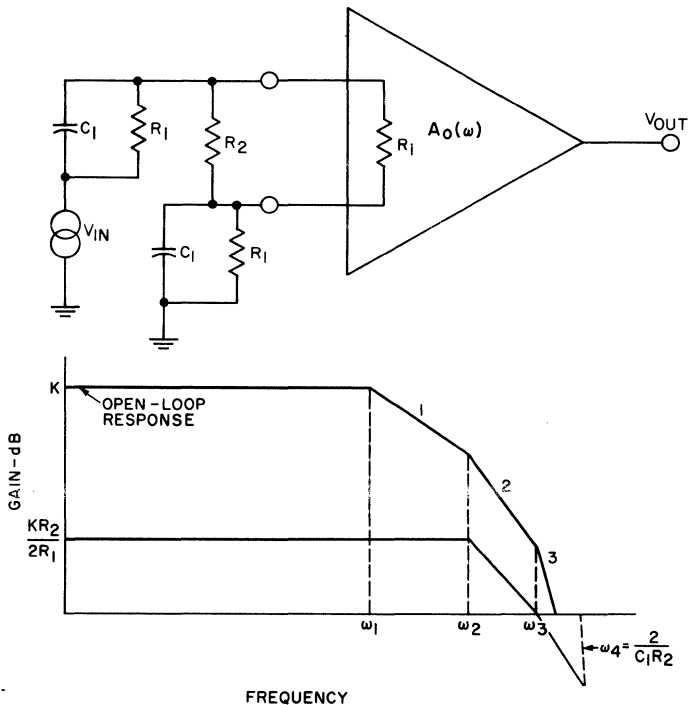 C1
R1
R2
Ri
A0(ω)
VOUT
VIN
C1
R1
K
OPEN-LOOP
RESPONSE
1
2
3
GAIN-dB
KR2
2R1
ω1
ω2
ω3
ω4=2/C1R2
FREQUENCY